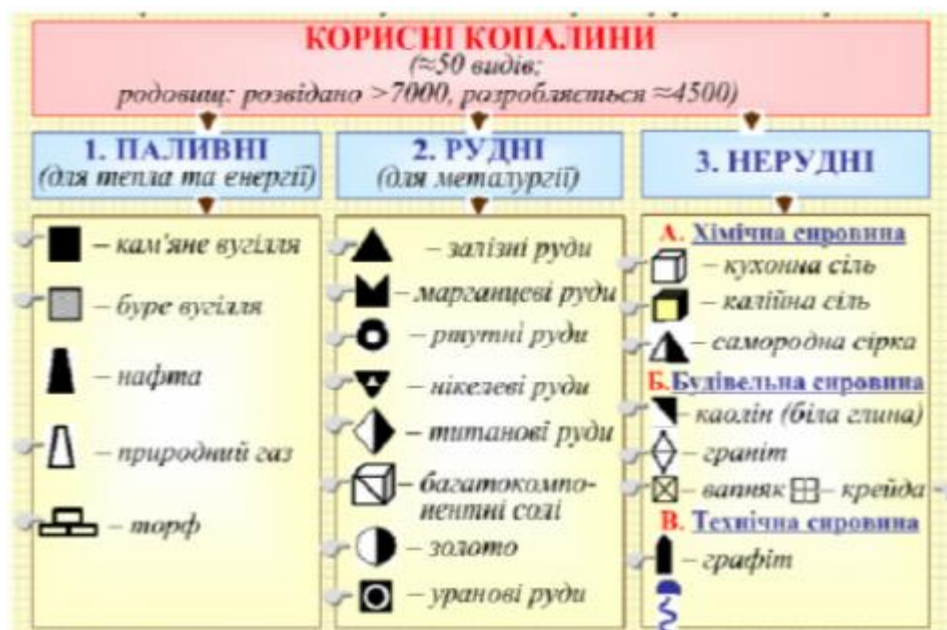 КОРИСНІ КОПАЛИНИ
(≈50 видів;
родовищ: розвідано >7000, розробляється ≈4500)
1. ПАЛИВНІ
(для тепла та енергії)
– кам'яне вугілля
– буре вугілля
– нафта
– природний газ
– торф
2. РУДНІ
(для металургії)
– залізні руди
– марганцеві руди
– ртутні руди
– нікелеві руди
– титанові руди
– багатокомпо-
нентні солі
– золото
– уранові руди
3. НЕРУДНІ
А. Хімічна сировина
– кухонна сіль
– калійна сіль
– самородна сірка
Б. Будівельна сировина
– каолін (біла глина)
– граніт
– вапняк – крейда
В. Технічна сировина
– графіт